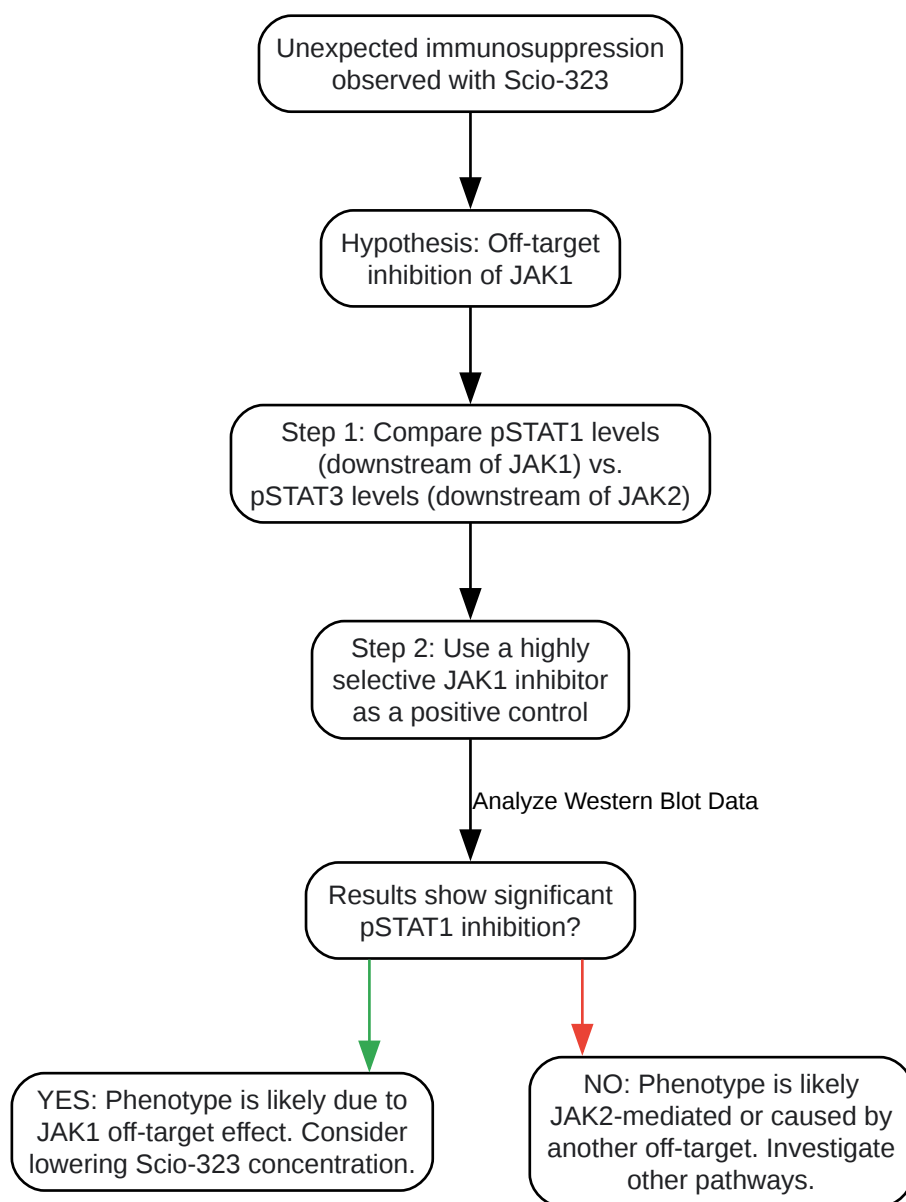 Unexpected immunosuppression
observed with Scio-323
Hypothesis: Off-target
inhibition of JAK1
Step 1: Compare pSTAT1 levels
(downstream of JAK1) vs.
pSTAT3 levels (downstream of JAK2)
Step 2: Use a highly
selective JAK1 inhibitor
as a positive control
Analyze Western Blot Data
Results show significant
pSTAT1 inhibition?
YES: Phenotype is likely due to
JAK1 off-target effect. Consider
lowering Scio-323 concentration.
NO: Phenotype is likely
JAK2-mediated or caused by
another off-target. Investigate
other pathways.